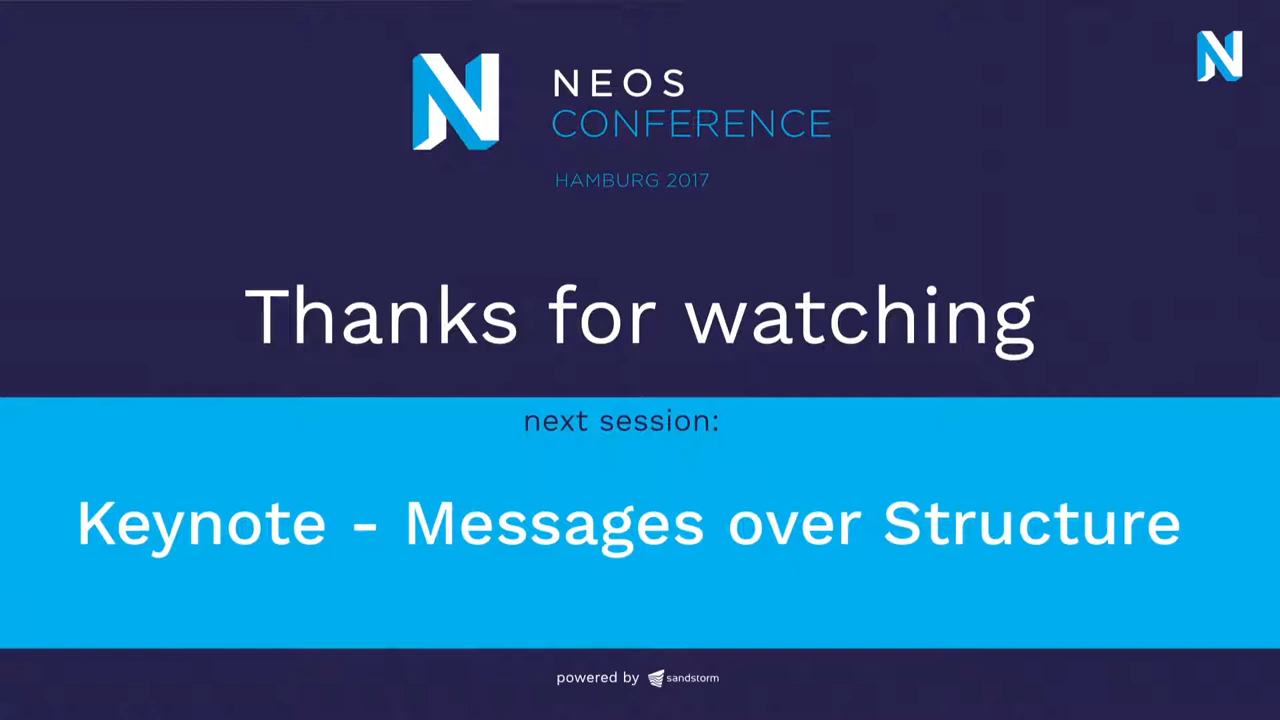 NEOS
CONFERENCE
HAMBURG 2017
Thanks for watching
next session:
Keynote - Messages over Structure
powered by sandstorm